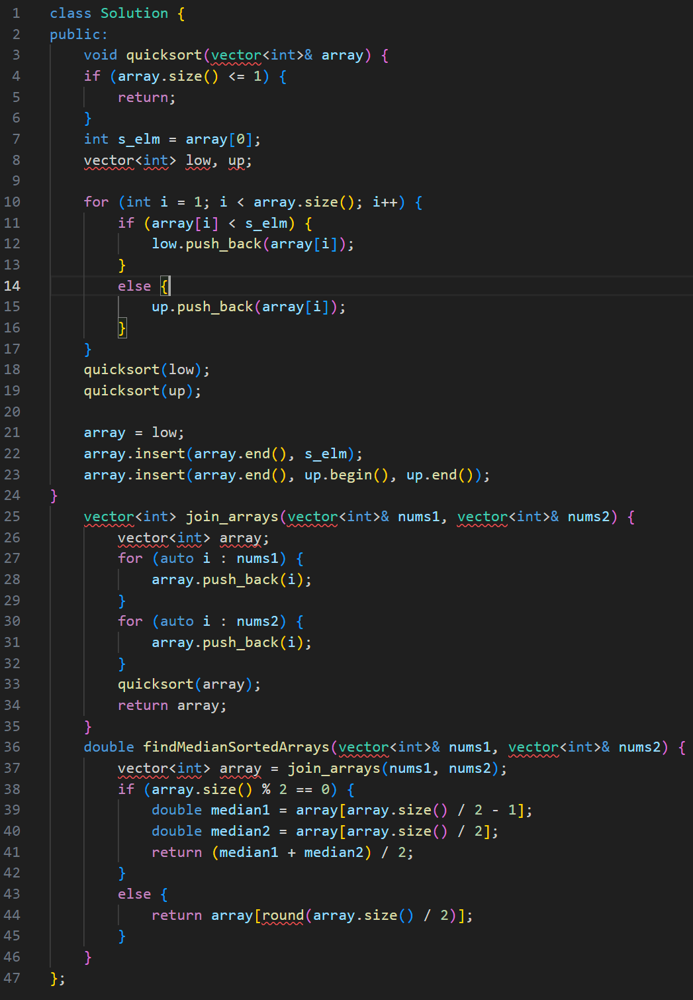 1 class Solution {
2 public:
3     void quicksort(vector<int>& array) {
4     if (array.size() <= 1) {
5         return;
6     }
7     int s_elm = array[0];
8     vector<int> low, up;
9
10     for (int i = 1; i < array.size(); i++) {
11         if (array[i] < s_elm) {
12             low.push_back(array[i]);
13         }
14         else {
15             up.push_back(array[i]);
16         }
17     }
18     quicksort(low);
19     quicksort(up);
20
21     array = low;
22     array.insert(array.end(), s_elm);
23     array.insert(array.end(), up.begin(), up.end());
24 }
25     vector<int> join_arrays(vector<int>& nums1, vector<int>& nums2) {
26         vector<int> array;
27         for (auto i : nums1) {
28             array.push_back(i);
29         }
30         for (auto i : nums2) {
31             array.push_back(i);
32         }
33         quicksort(array);
34         return array;
35     }
36     double findMedianSortedArrays(vector<int>& nums1, vector<int>& nums2) {
37         vector<int> array = join_arrays(nums1, nums2);
38         if (array.size() % 2 == 0) {
39             double median1 = array[array.size() / 2 - 1];
40             double median2 = array[array.size() / 2];
41             return (median1 + median2) / 2;
42         }
43         else {
44             return array[round(array.size() / 2)];
45         }
46     }
47 };